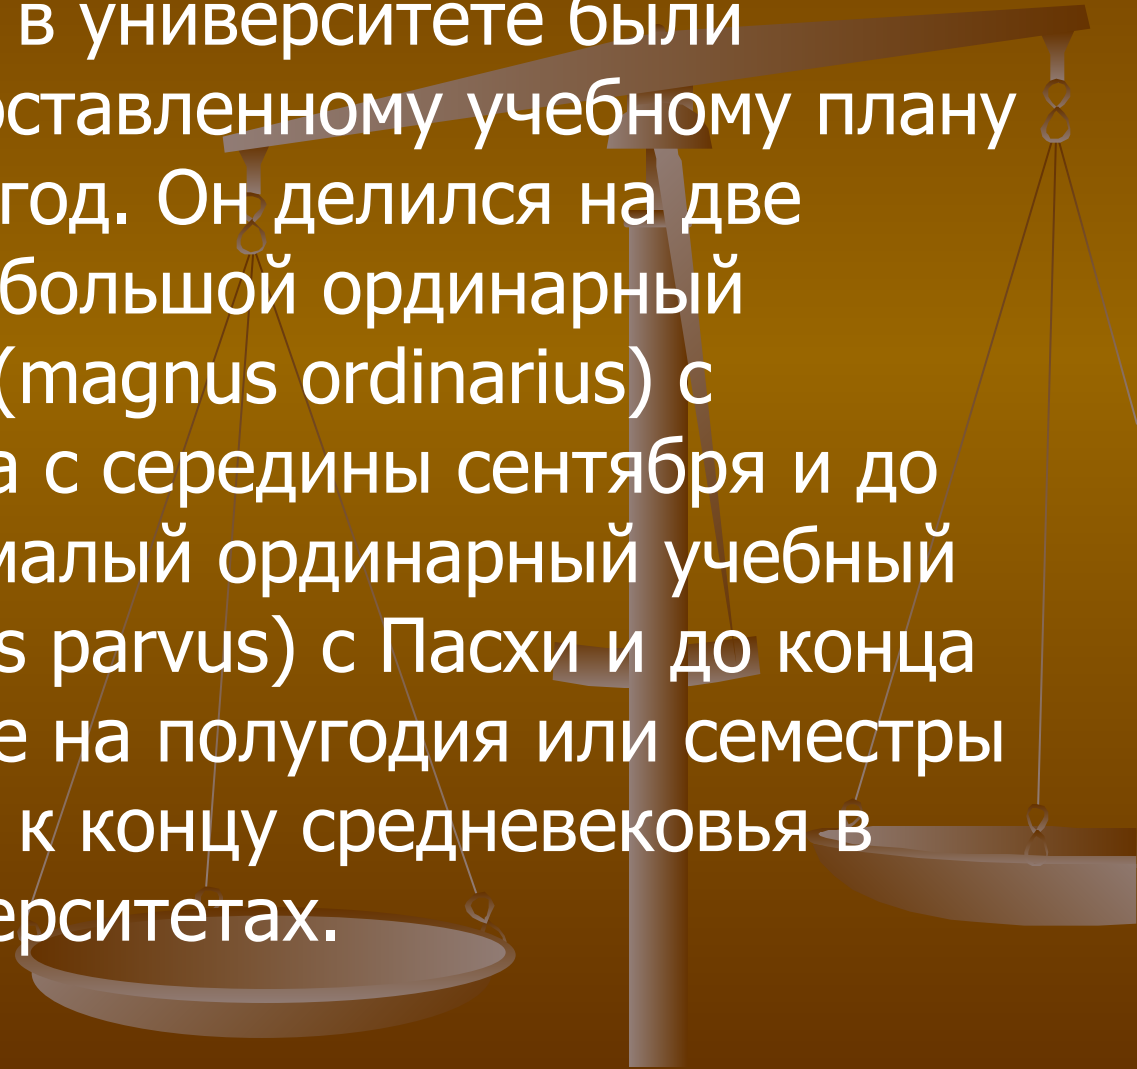 в университете были
оставленному учебному плану
год. Он делился на две
большой ординарный
(magnus ordinarius) с
а с середины сентября и до
малый ординарный учебный
s parvus) с Пасхи и до конца
е на полугодия или семестры
к концу средневековья в
ерситетах.